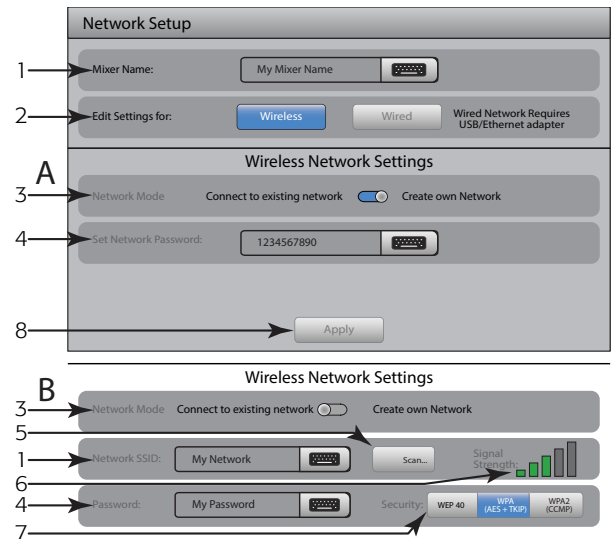 Network Setup
1 Mixer Name: My Mixer Name
2 Edit Settings for: Wireless Wired Wired Network Requires
USB/Ethernet adapter
A Wireless Network Settings
3 Network Mode Connect to existing network Create own Network
4 Set Network Password: 1234567890
8 Apply
B Wireless Network Settings
3 Network Mode Connect to existing network Create own Network
5
1 Network SSID: My Network Scan... Signal
Strength:
6
4 Password: My Password Security: WEP 40 WPA
(AES + TKIP) WPA2
(CCMP)
7